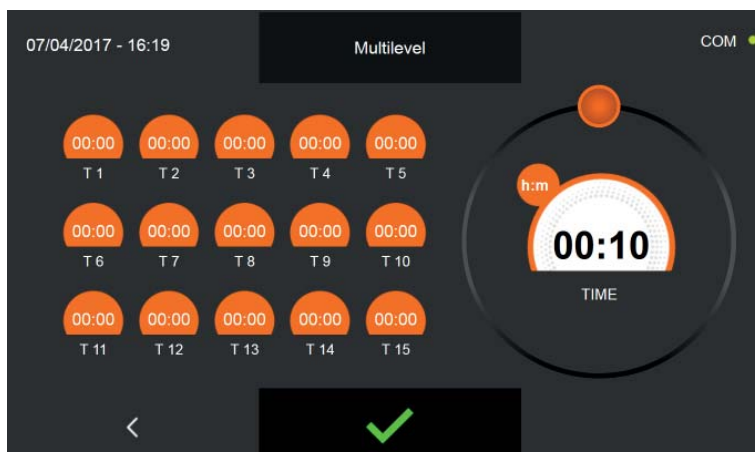 07/04/2017 - 16:19
Multilevel
COM
00:00 00:00 00:00 00:00 00:00
T 1 T 2 T 3 T 4 T 5
00:00 00:00 00:00 00:00 00:00
T 6 T 7 T 8 T 9 T 10
00:00 00:00 00:00 00:00 00:00
T 11 T 12 T 13 T 14 T 15
h:m
00:10
TIME